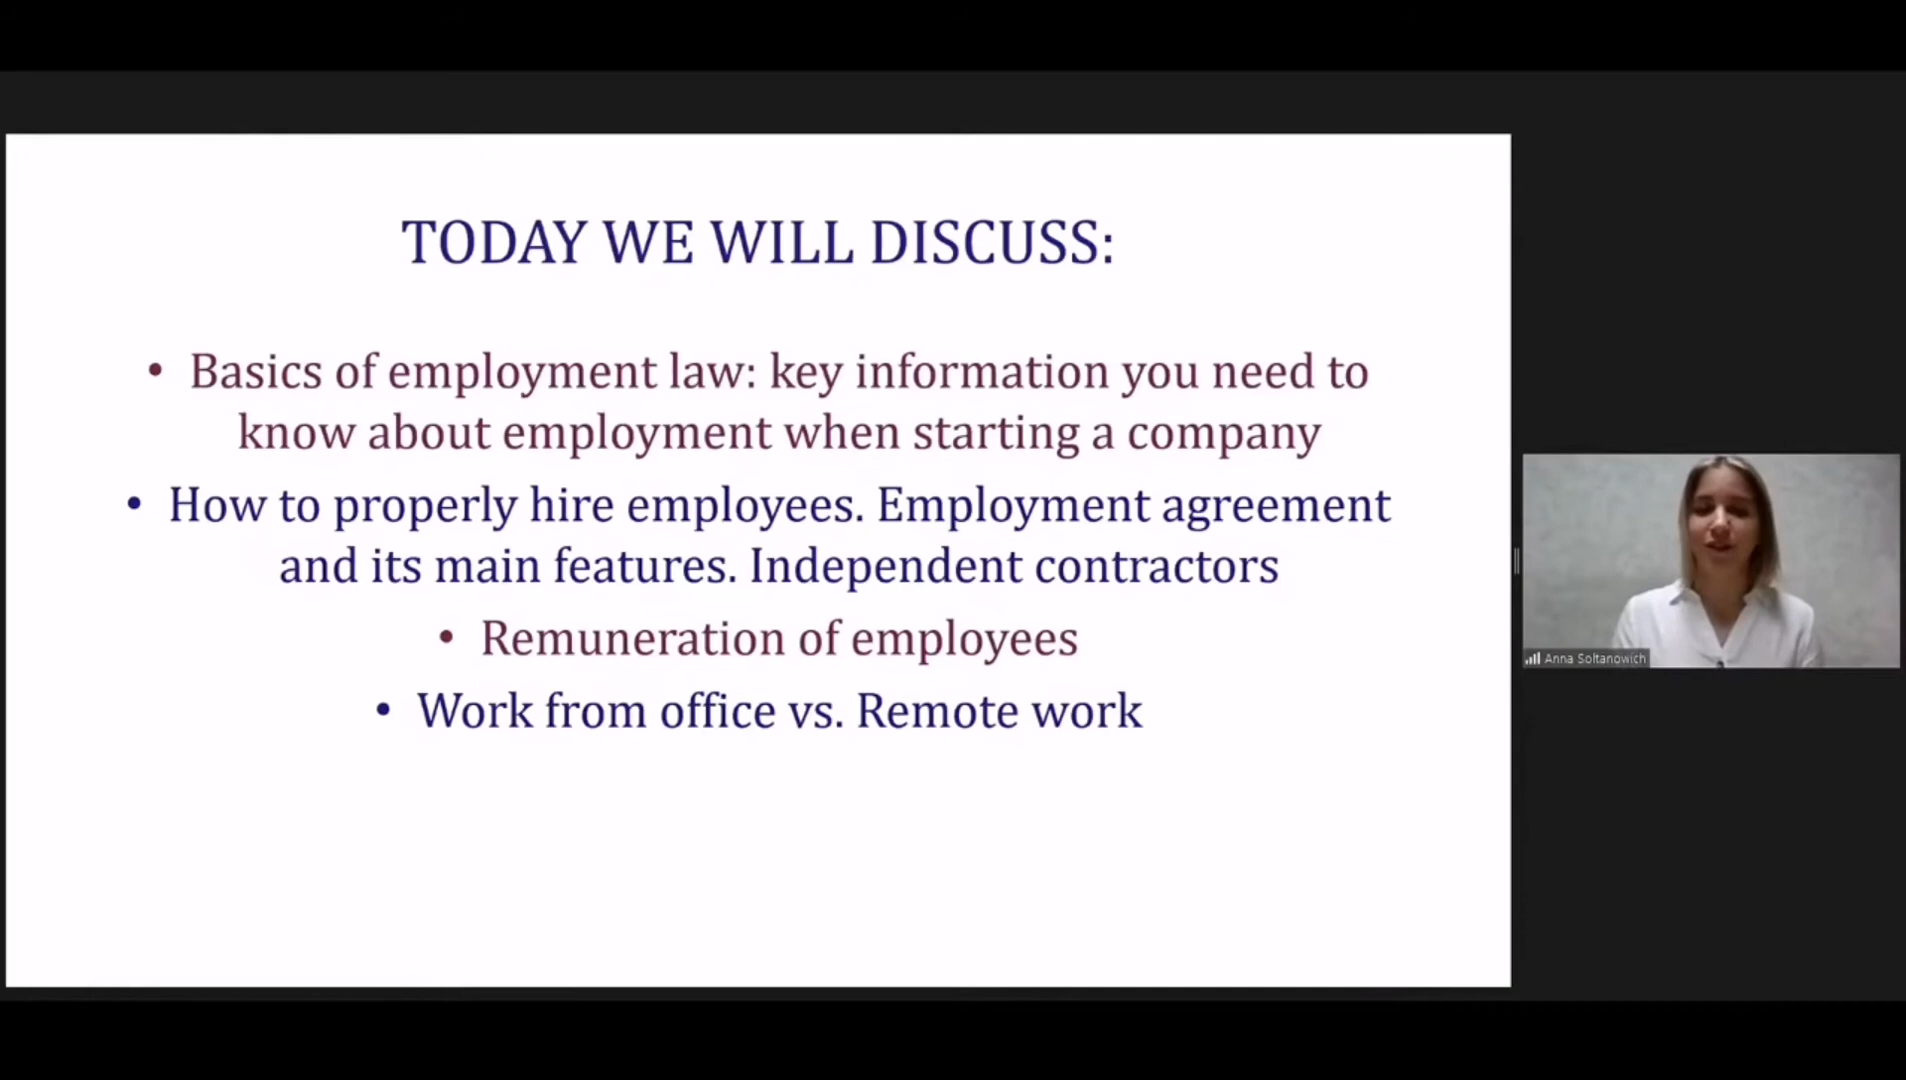 TODAY WE WILL DISCUSS:
• Basics of employment law: key information you need to
know about employment when starting a company
• How to properly hire employees. Employment agreement
and its main features. Independent contractors
• Remuneration of employees
• Work from office vs. Remote work
Anna Soltanowich